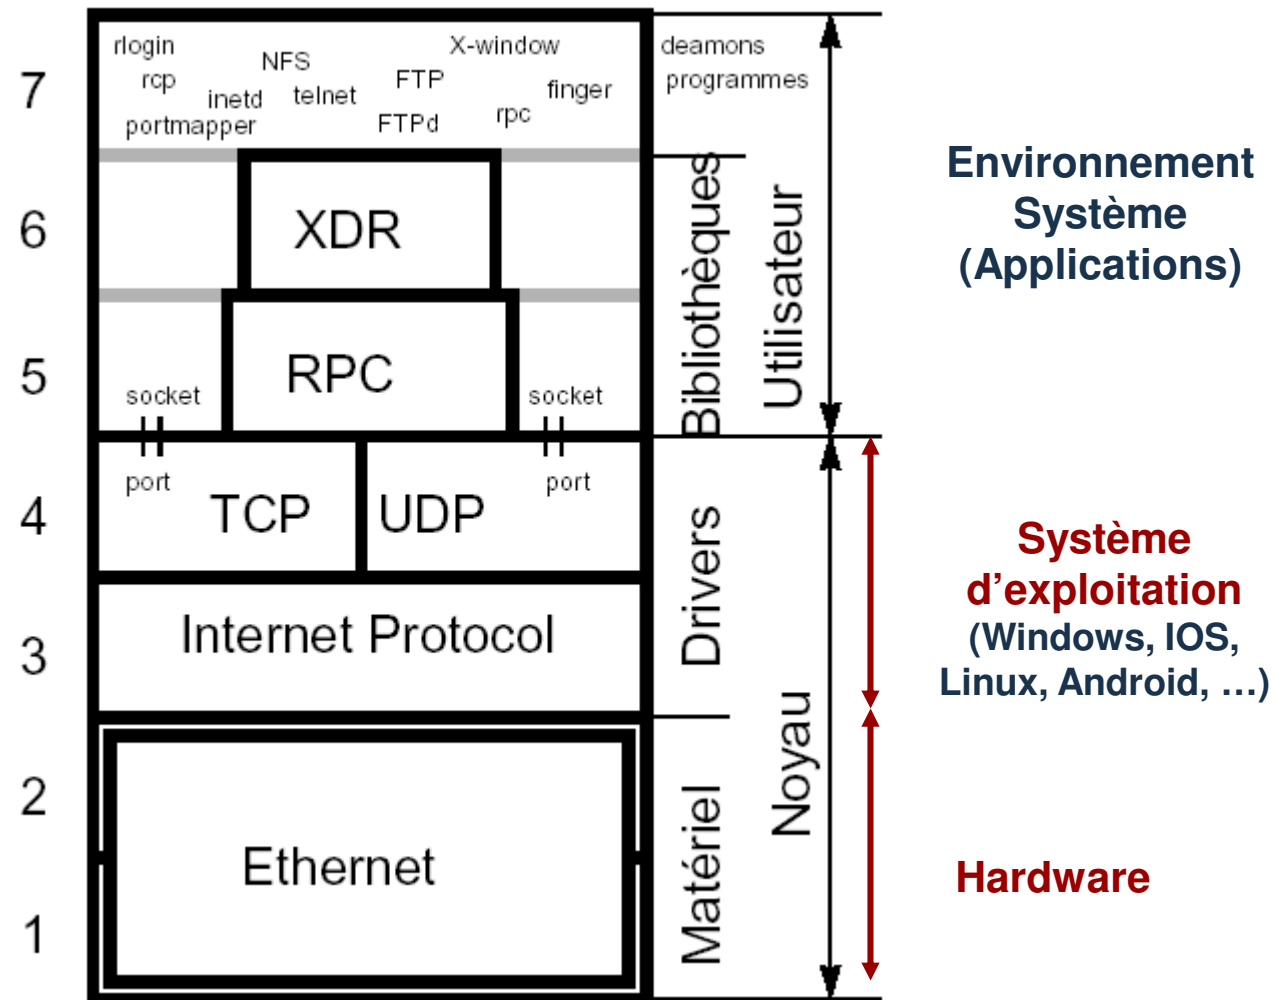 7
rlogin
NFS
X-window
rcp
FTP
inetd
telnet
finger
portmapper
FTPd
rpc
deamons
programmes
6
XDR
5
RPC
socket
socket
Bibliothèques
Utilisateur
Environnement
Système
(Applications)
4
port
TCP
UDP
port
3
Internet Protocol
Drivers
Système
d’exploitation
(Windows, IOS,
Linux, Android, …)
2
Ethernet
1
Matériel
Noyau
Hardware